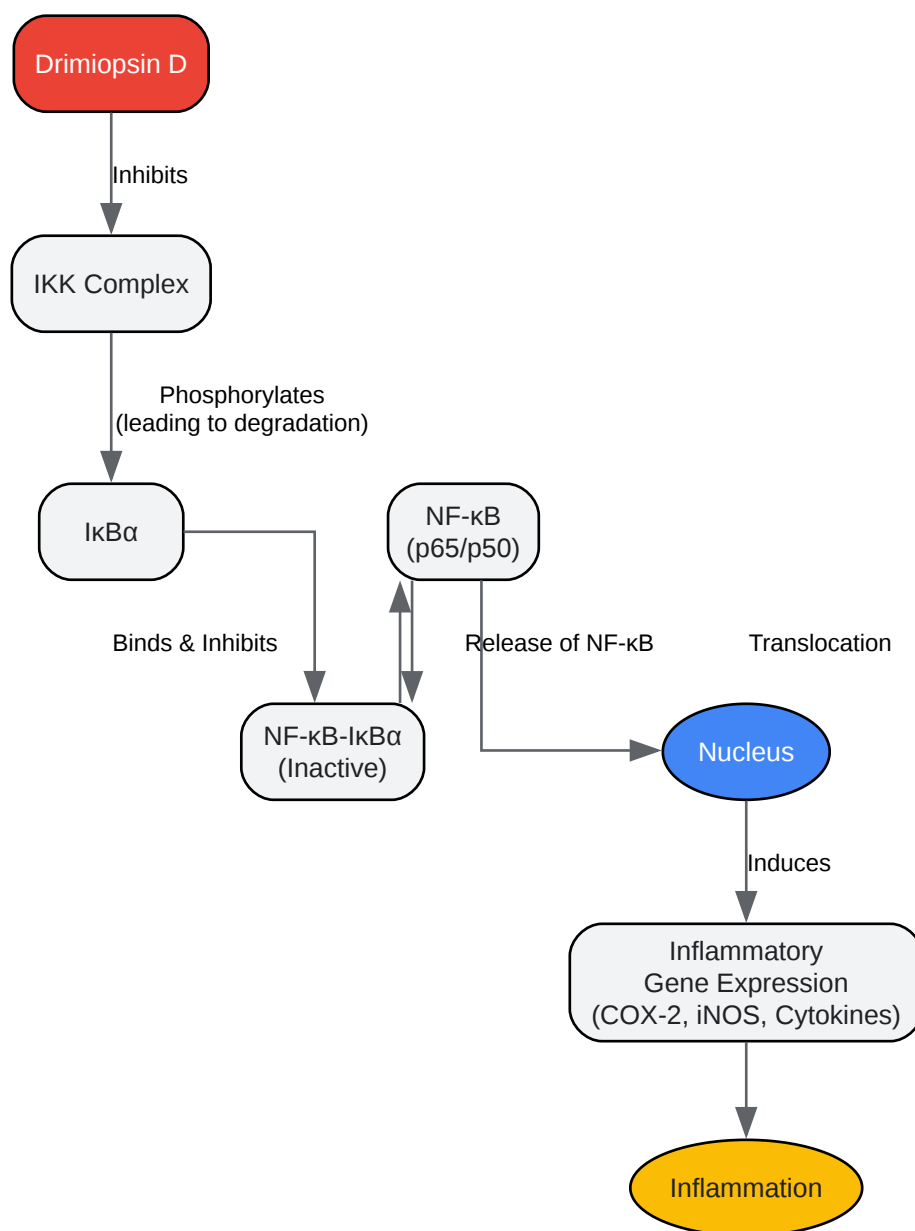 Drimiopsin D
Inhibits
IKK Complex
Phosphorylates
(leading to degradation)
IκBα
NF-κB
(p65/p50)
Binds & Inhibits
Release of NF-κB
Translocation
NF-κB-IκBα
(Inactive)
Nucleus
Induces
Inflammatory
Gene Expression
(COX-2, iNOS, Cytokines)
Inflammation